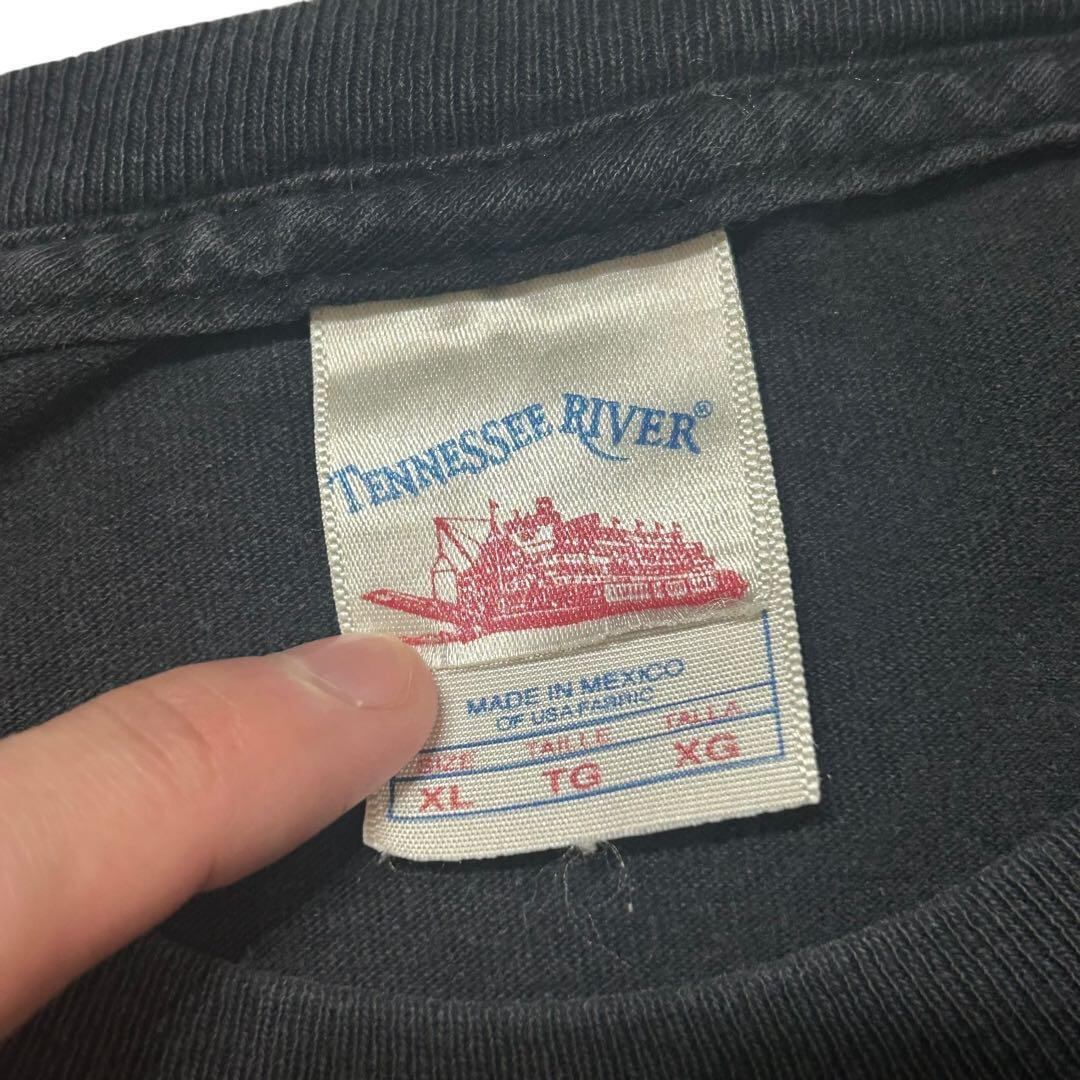 TENNESSEE RIVER®
MADE IN MEXICO
OF USA FABRIC
SIZE TAILLE TALLA
XL TG XG